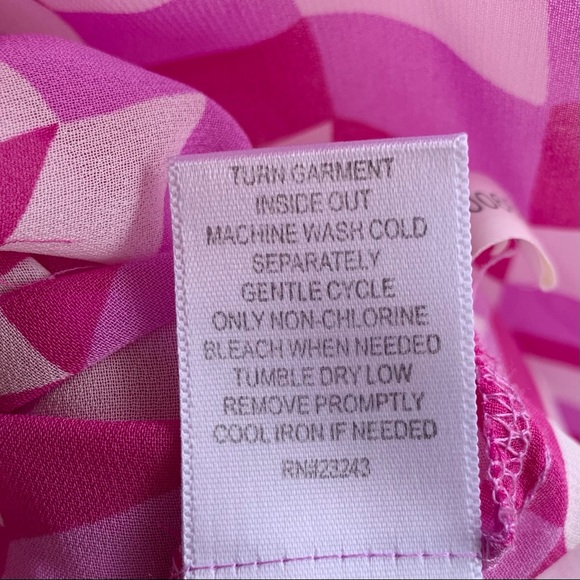 TURN GARMENT
INSIDE OUT
MACHINE WASH COLD
SEPARATELY
GENTLE CYCLE
ONLY NON-CHLORINE
BLEACH WHEN NEEDED
TUMBLE DRY LOW
REMOVE PROMPTLY
COOL IRON IF NEEDED
RN#23243